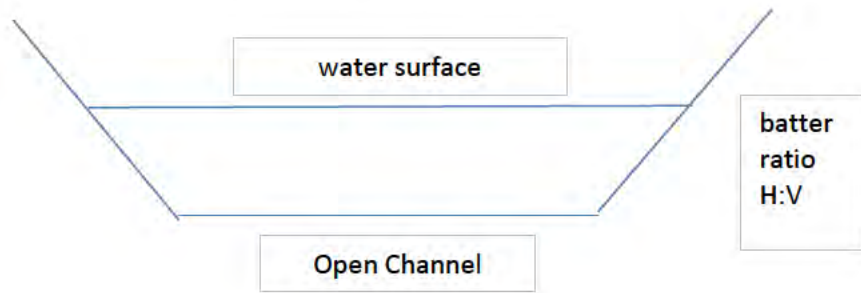 water surface
batter
ratio
H:V
Open Channel